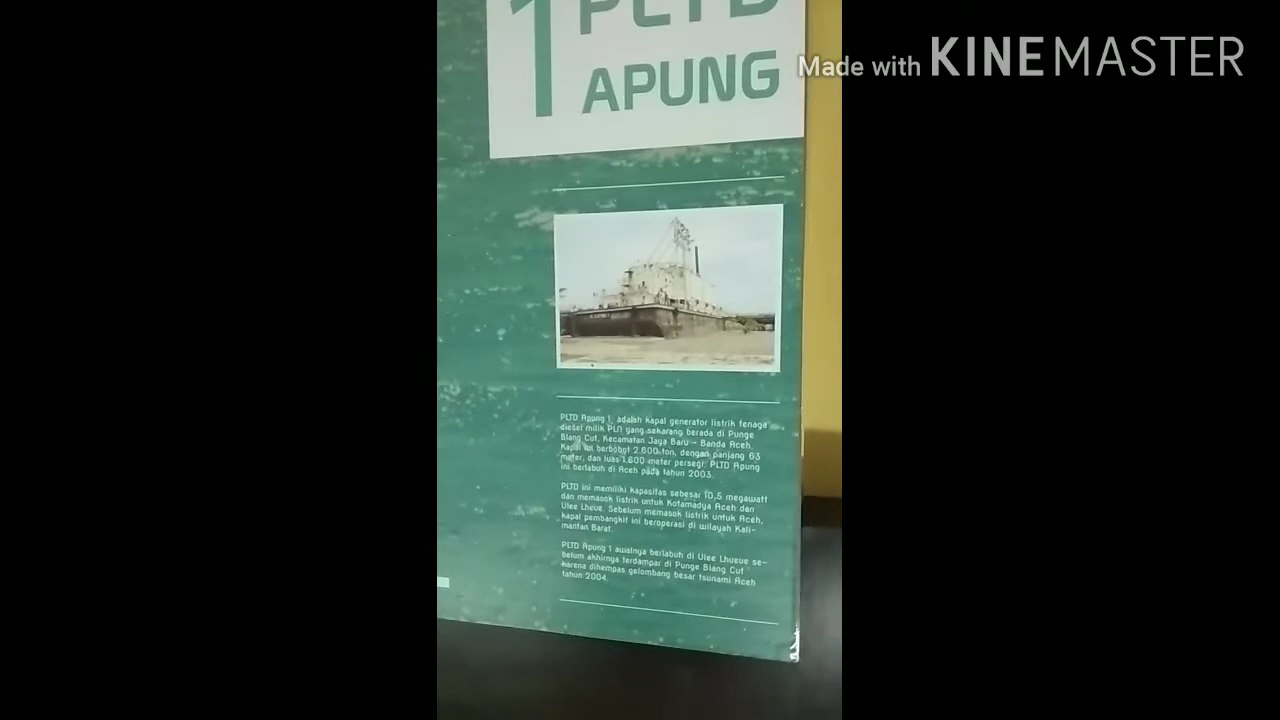 Made with KINEMASTER
1 PLTD
APUNG
PLTD Apung 1, adalah kapal generator listrik tenaga
diesel milik PLN yang sekarang berada di Punge
Blang Cut, Kecamatan Jaya Baru - Banda Aceh.
Kapal ini berbobot 2.600 ton, dengan panjang 63
meter, dan luas 1.600 meter persegi. PLTD Apung
ini berlabuh di Aceh pada tahun 2003.
PLTD ini memiliki kapasitas sebesar 10,5 megawatt
dan memasok listrik untuk Kotamadya Aceh dan
Ulee Lheue. Sebelum memasok listrik untuk Aceh,
kapal pembangkit ini beroperasi di wilayah Kali-
mantan Barat.
PLTD Apung 1 awalnya berlabuh di Ulee Lhueue se-
belum akhirnya terdampar di Punge Blang Cut
karena dihempas gelombang besar tsunami Aceh
tahun 2004.